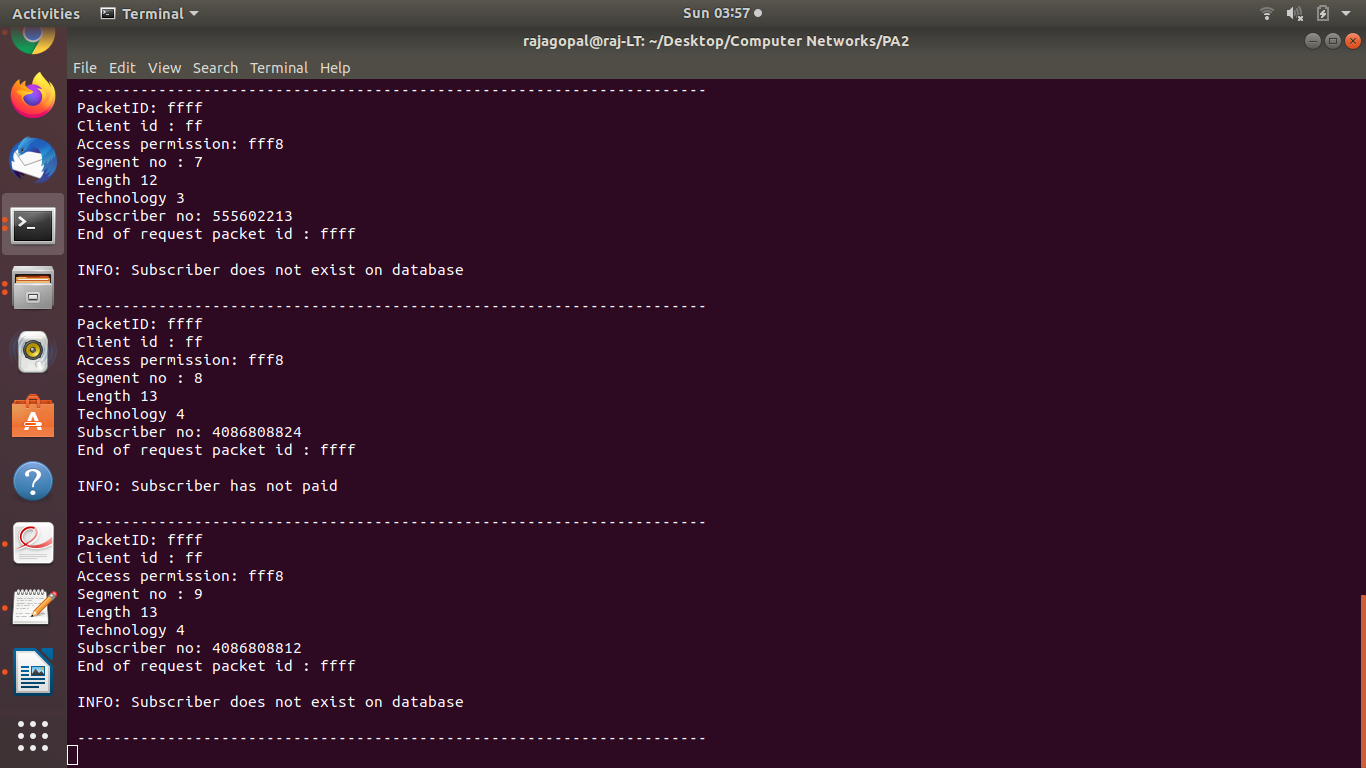 Activities Terminal Sun 03:57
rajagopal@raj-LT: ~/Desktop/Computer Networks/PA2
File Edit View Search Terminal Help
----------------------------------------------------------------------
PacketID: ffff
Client id : ff
Access permission: fff8
Segment no : 7
Length 12
Technology 3
Subscriber no: 555602213
End of request packet id : ffff
INFO: Subscriber does not exist on database
----------------------------------------------------------------------
PacketID: ffff
Client id : ff
Access permission: fff8
Segment no : 8
Length 13
Technology 4
Subscriber no: 4086808824
End of request packet id : ffff
INFO: Subscriber has not paid
----------------------------------------------------------------------
PacketID: ffff
Client id : ff
Access permission: fff8
Segment no : 9
Length 13
Technology 4
Subscriber no: 4086808812
End of request packet id : ffff
INFO: Subscriber does not exist on database
----------------------------------------------------------------------